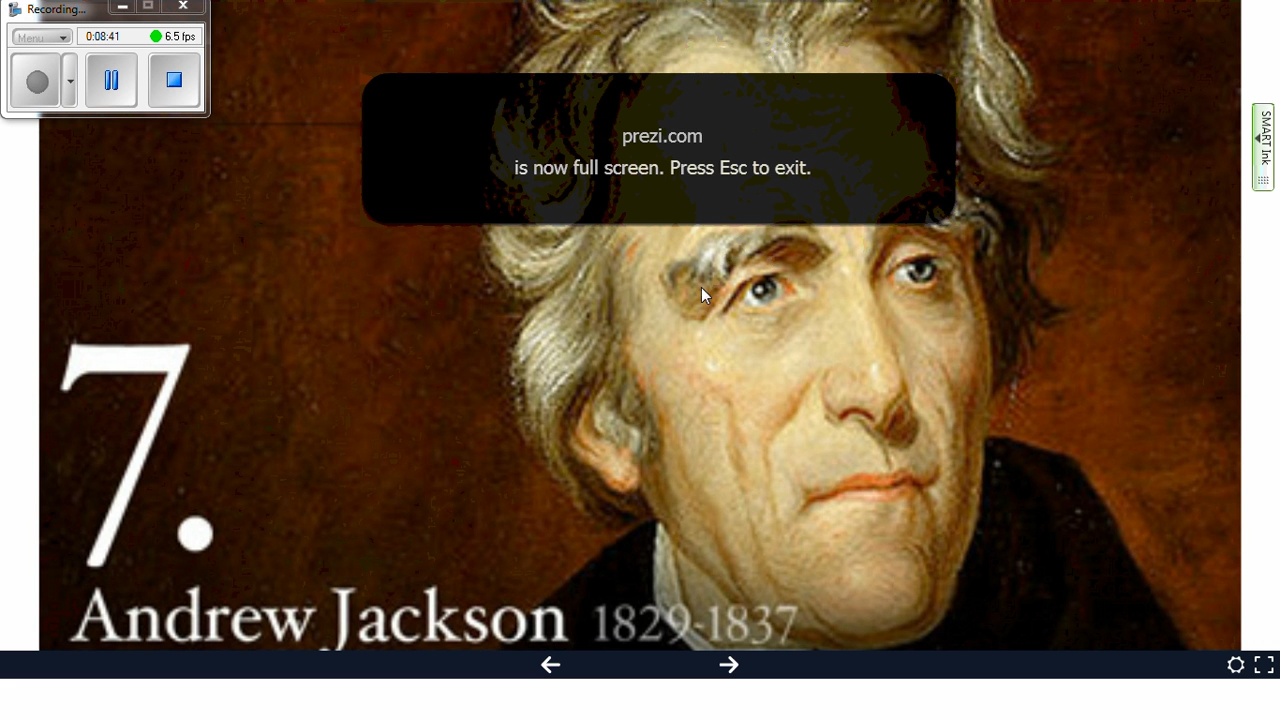 Recording...
Menu
0:08:41
6.5 fps
prezi.com
is now full screen. Press Esc to exit.
SMART Ink
7.
Andrew Jackson 1829-1837